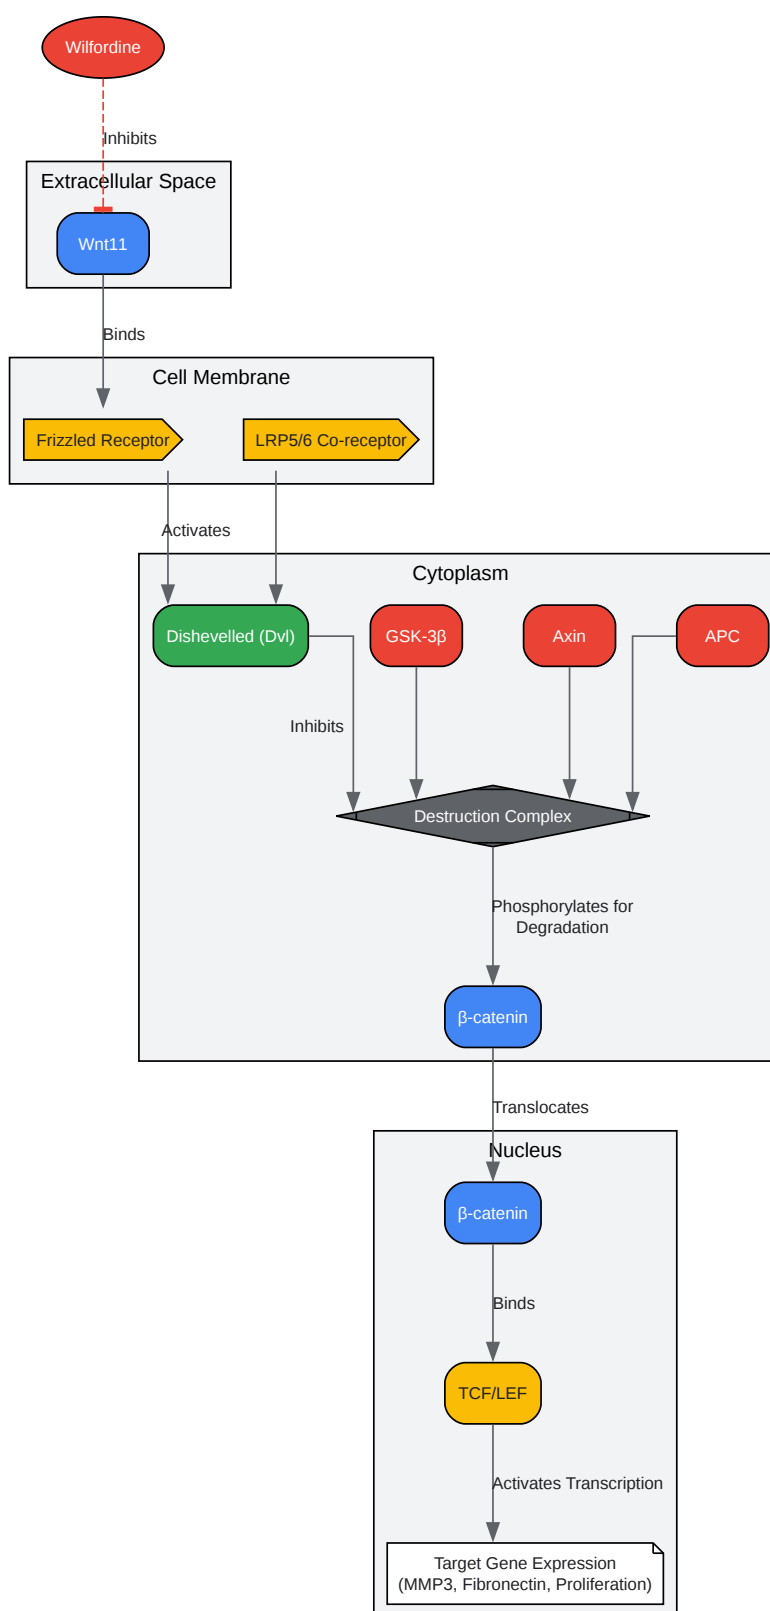 Wilfordine
Inhibits
Extracellular Space
Wnt11
Binds
Cell Membrane
Frizzled Receptor
LRP5/6 Co-receptor
Activates
Cytoplasm
Dishevelled (Dvl)
GSK-3β
Axin
APC
Inhibits
Destruction Complex
Phosphorylates for
Degradation
β-catenin
Translocates
Nucleus
β-catenin
Binds
TCF/LEF
Activates Transcription
Target Gene Expression
(MMP3, Fibronectin, Proliferation)